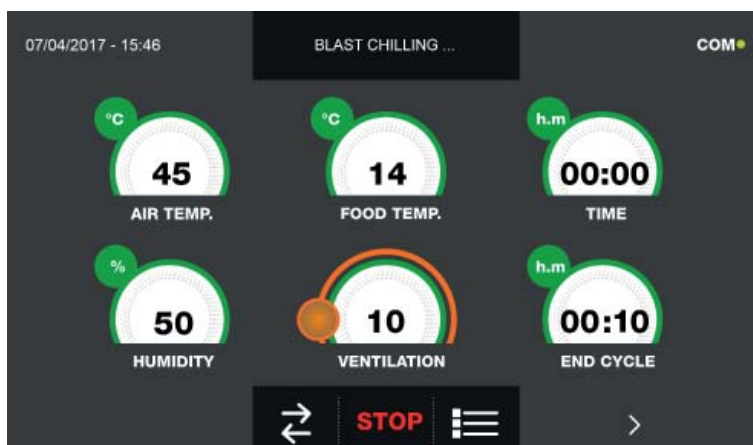 07/04/2017 - 15:46
BLAST CHILLING ...
COM
°C
45
AIR TEMP.
°C
14
FOOD TEMP.
h.m
00:00
TIME
%
50
HUMIDITY
10
VENTILATION
h.m
00:10
END CYCLE
STOP